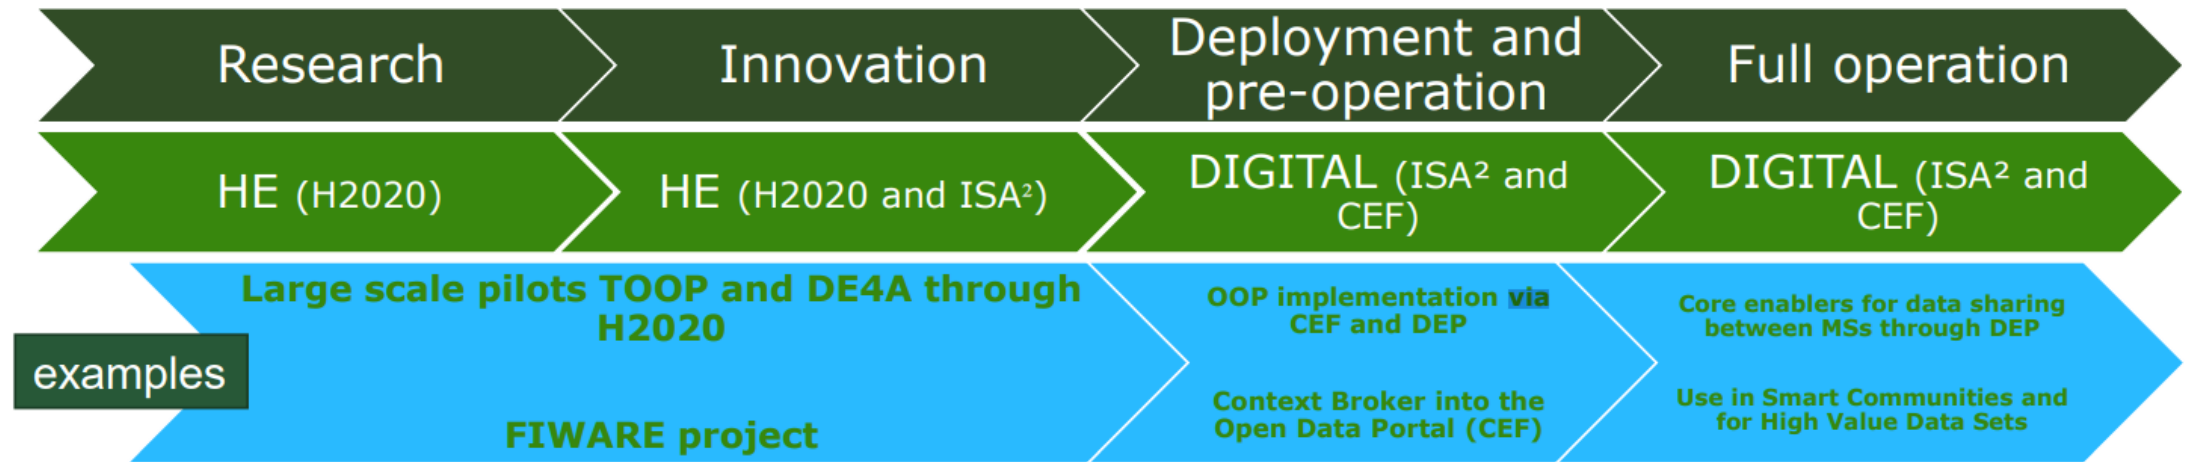 Research
Innovation
Deployment and
pre-operation
Full operation
HE (H2020)
HE (H2020 and ISA²)
DIGITAL (ISA² and
CEF)
DIGITAL (ISA² and
CEF)
examples
Large scale pilots TOOP and DE4A through
H2020
FIWARE project
OOP implementation via
CEF and DEP
Context Broker into the
Open Data Portal (CEF)
Core enablers for data sharing
between MSs through DEP
Use in Smart Communities and
for High Value Data Sets